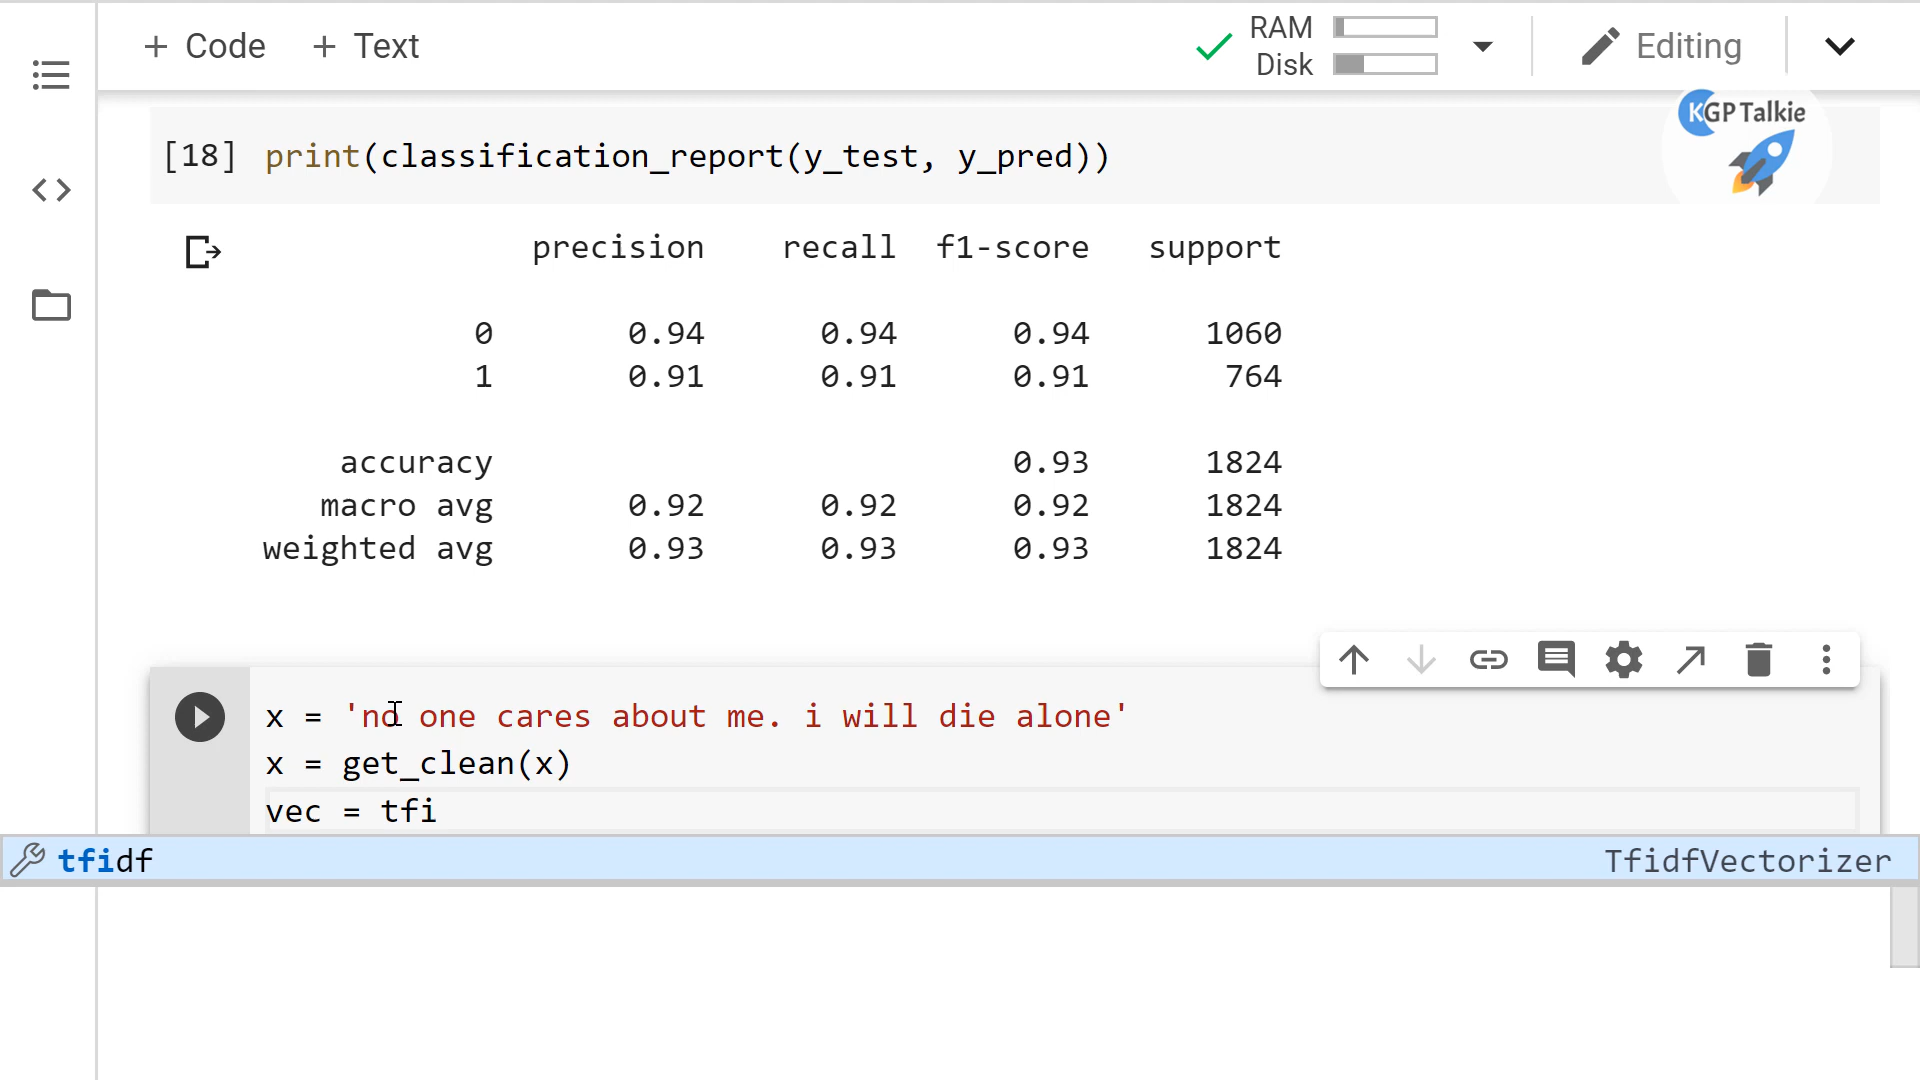 + Code + Text
RAM
Disk
Editing
KGP Talkie
[18] print(classification_report(y_test, y_pred))
precision recall f1-score support
0 0.94 0.94 0.94 1060
1 0.91 0.91 0.91 764
accuracy 0.93 1824
macro avg 0.92 0.92 0.92 1824
weighted avg 0.93 0.93 0.93 1824
x = 'no one cares about me. i will die alone'
x = get_clean(x)
vec = tfi
tfidf TfidfVectorizer